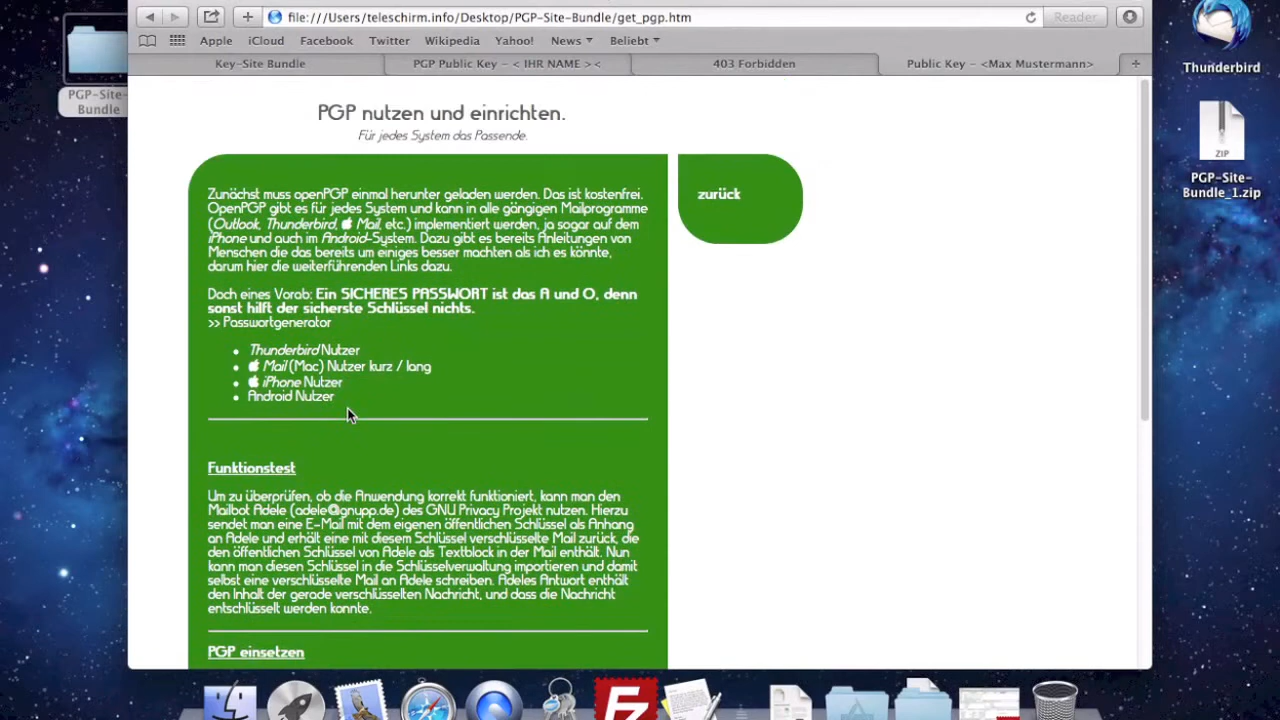 file:///Users/teleschirm.info/Desktop/PGP-Site-Bundle/get_pgp.htm
Reader
Apple iCloud Facebook Twitter Wikipedia Yahoo! News Beliebt
Key-Site Bundle
PGP Public Key – < IHR NAME > <
403 Forbidden
Public Key – <Max Mustermann>
PGP-Site-
Bundle
Thunderbird
ZIP
PGP-Site-
Bundle_1.zip
PGP nutzen und einrichten.
Für jedes System das Passende.
Zunächst muss openPGP einmal herunter geladen werden. Das ist kostenfrei.
OpenPGP gibt es für jedes System und kann in alle gängigen Mailprogramme
(Outlook, Thunderbird, Mail, etc.) implementiert werden, ja sogar auf dem
iPhone und auch im Android-System. Dazu gibt es bereits Anleitungen von
Menschen die das bereits um einiges besser machten als ich es könnte,
darum hier die weiterführenden Links dazu.
Doch eines Vorab: Ein SICHERES PASSWORT ist das A und O, denn
sonst hilft der sicherste Schlüssel nichts.
>> Passwortgenerator
• Thunderbird Nutzer
• Mail (Mac) Nutzer kurz / lang
• iPhone Nutzer
• Android Nutzer
Funktionstest
Um zu überprüfen, ob die Anwendung korrekt funktioniert, kann man den
Mailbot Adele (adele@gnupp.de) des GNU Privacy Projekt nutzen. Hierzu
sendet man eine E-Mail mit dem eigenen öffentlichen Schlüssel als Anhang
an Adele und erhält eine mit diesem Schlüssel verschlüsselte Mail zurück, die
den öffentlichen Schlüssel von Adele als Textblock in der Mail enthält. Nun
kann man diesen Schlüssel in die Schlüsselverwaltung importieren und damit
selbst eine verschlüsselte Mail an Adele schreiben. Adeles Antwort enthält
den Inhalt der gerade verschlüsselten Nachricht, und dass die Nachricht
entschlüsselt werden konnte.
PGP einsetzen
zurück